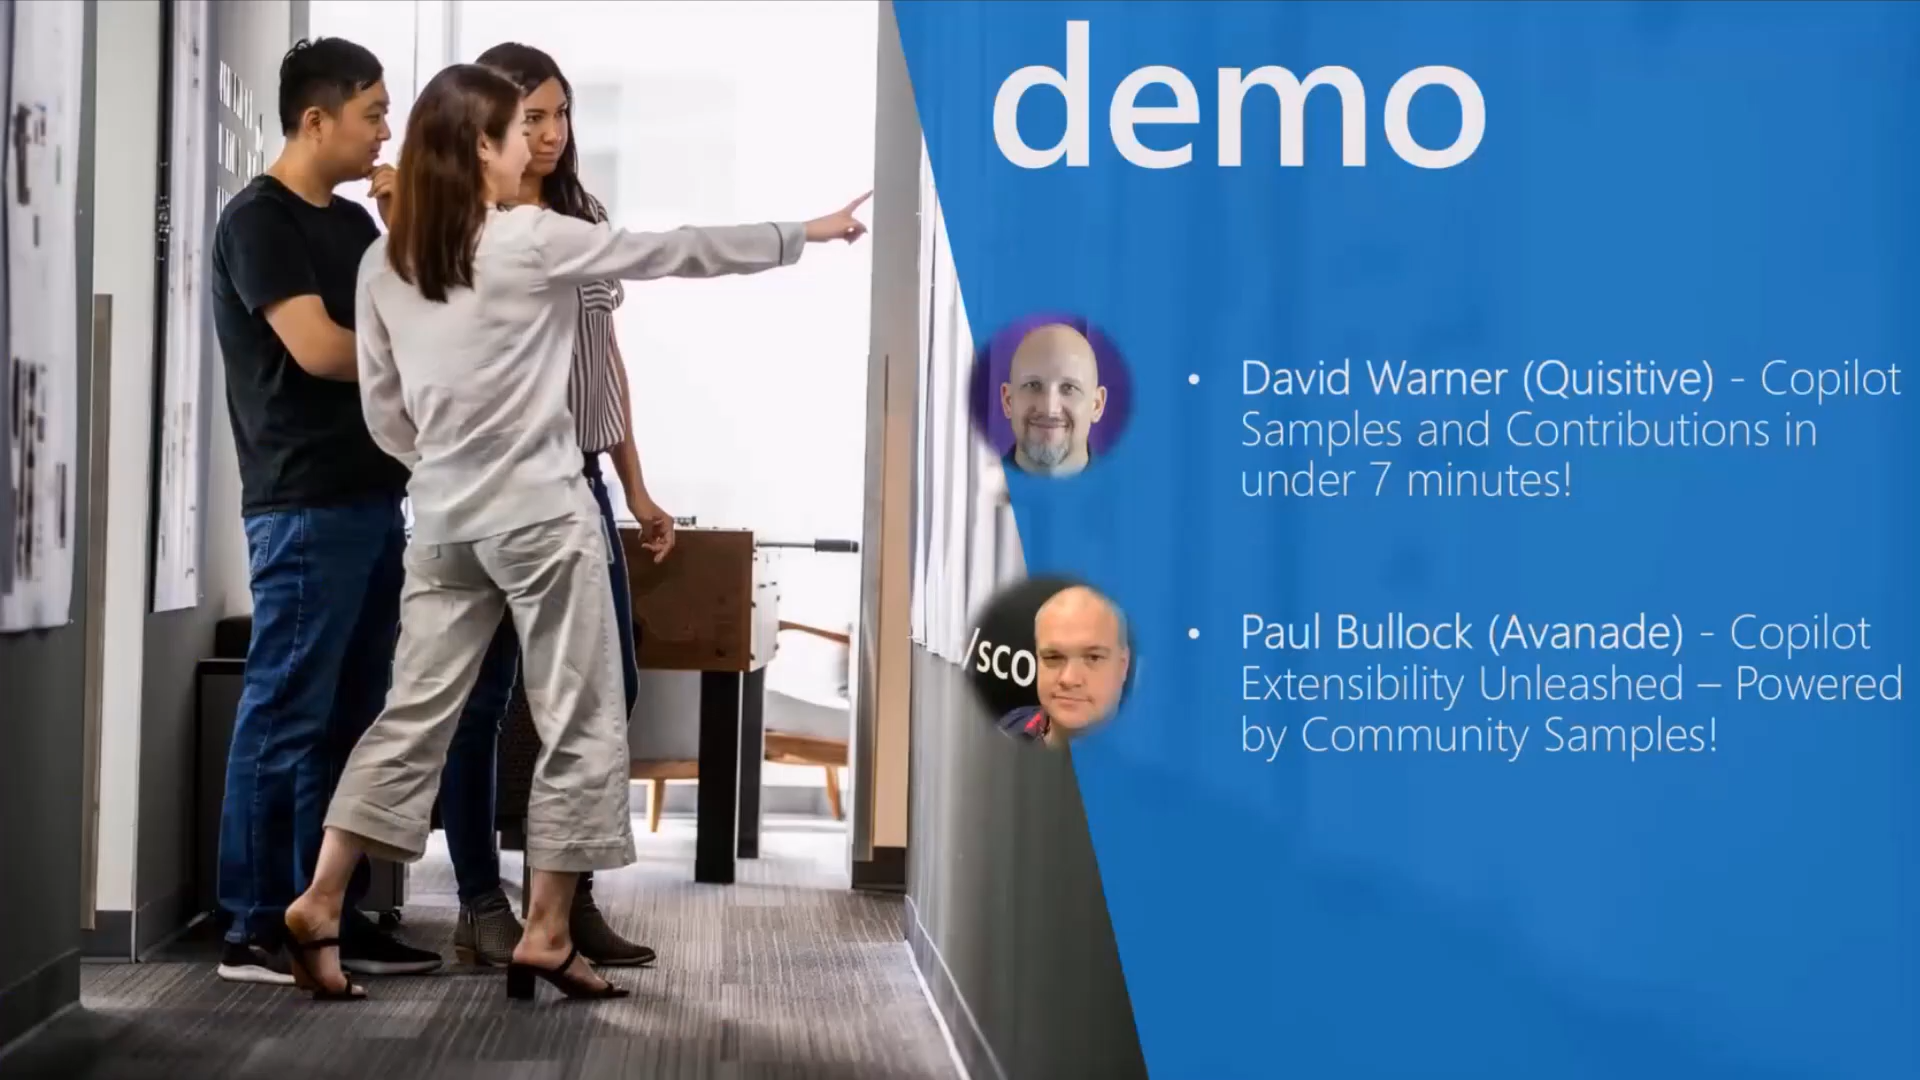 demo
• David Warner (Quisitive) - Copilot
Samples and Contributions in
under 7 minutes!
/sco
• Paul Bullock (Avanade) - Copilot
Extensibility Unleashed – Powered
by Community Samples!